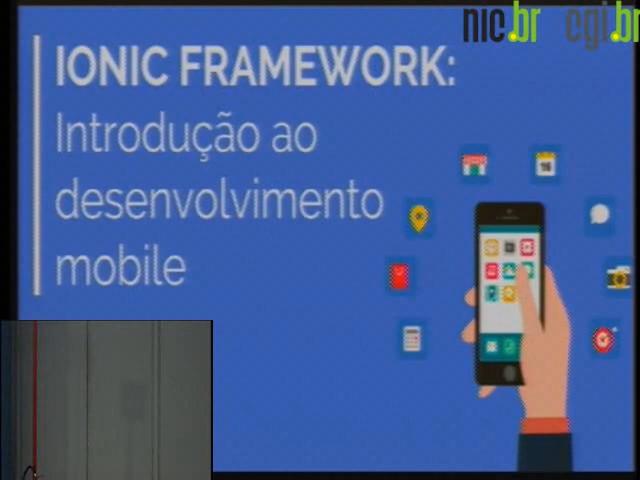 nic.br cgi.br
IONIC FRAMEWORK:
Introdução ao
desenvolvimento
mobile